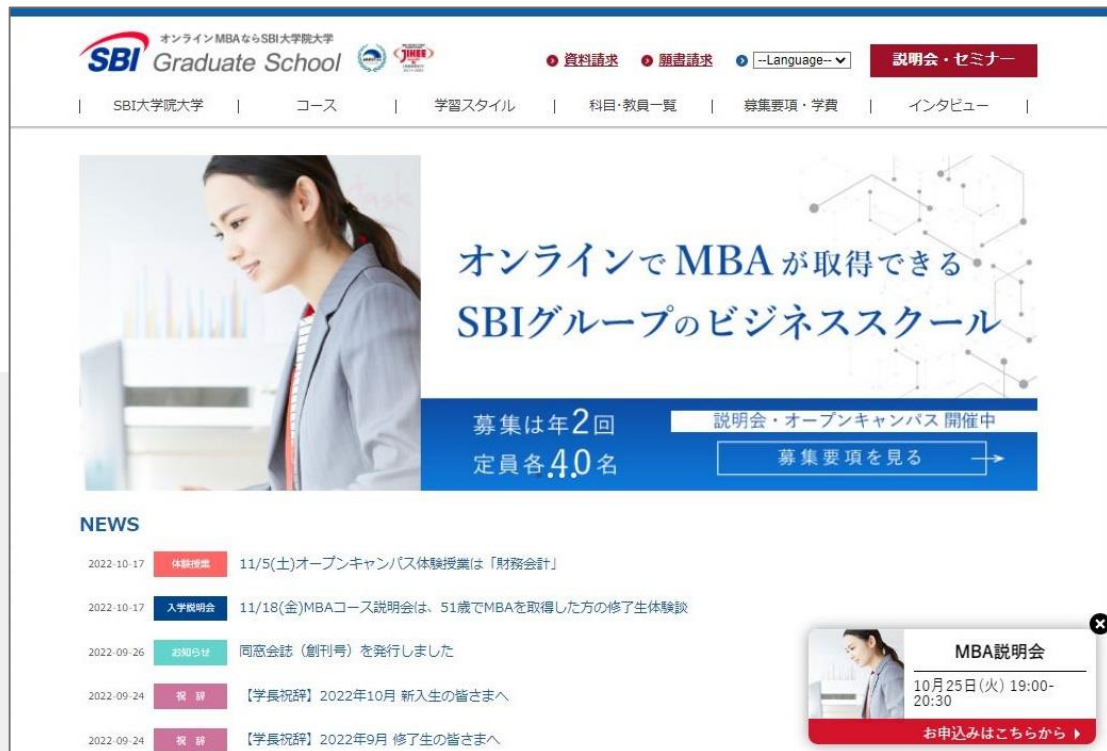 オンラインMBAならSBI大学院大学
SBI Graduate School
JIHEE
資料請求 願書請求 --Language-- 説明会・セミナー
SBI大学院大学 | コース | 学習スタイル | 科目・教員一覧 | 募集要項・学費 | インタビュー
オンラインでMBAが取得できる
SBIグループのビジネススクール
募集は年2回
定員各40名
説明会・オープンキャンパス開催中
募集要項を見る
NEWS
2022-10-17 体験授業 11/5(土)オープンキャンパス体験授業は「財務会計」
2022-10-17 入学説明会 11/18(金)MBAコース説明会は、51歳でMBAを取得した方の修了生体験談
2022-09-26 お知らせ 同窓会誌（創刊号）を発行しました
2022-09-24 祝 辞 【学長祝辞】2022年10月 新入生の皆さまへ
2022-09-24 祝 辞 【学長祝辞】2022年9月 修了生の皆さまへ
MBA説明会
10月25日(火) 19:00-
20:30
お申込みはこちらから